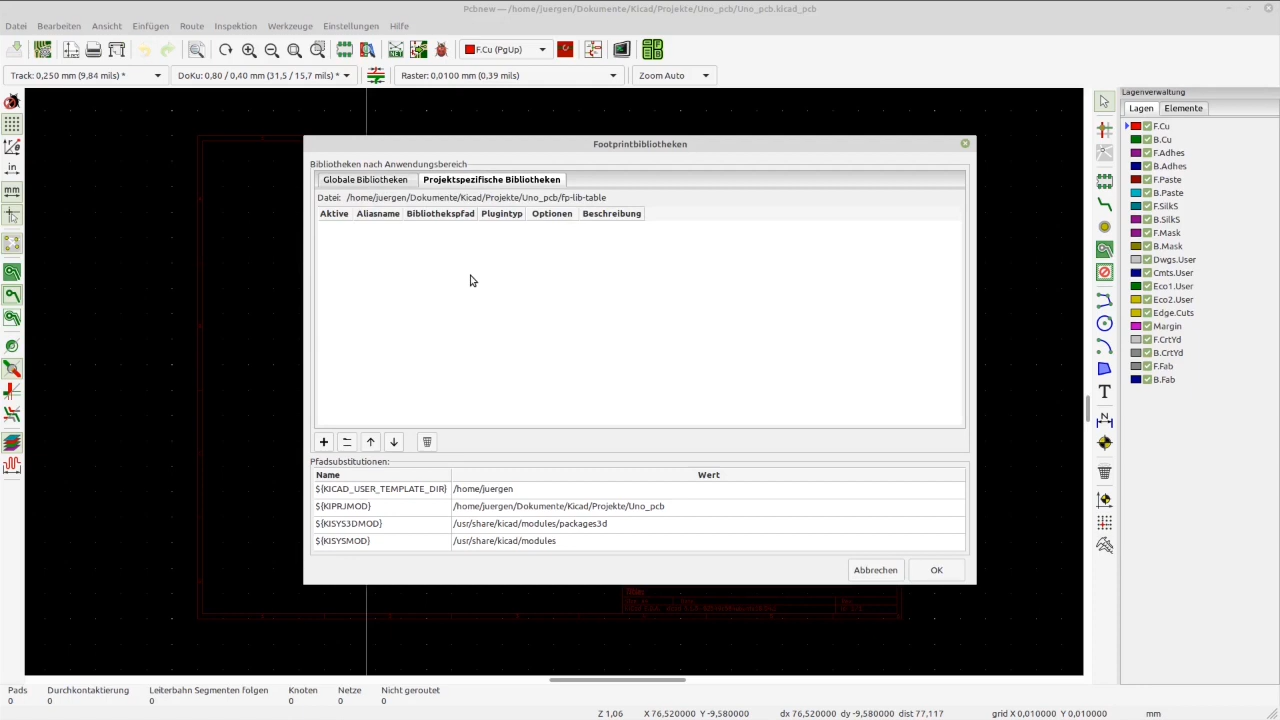 Pcbnew — /home/juergen/Dokumente/Kicad/Projekte/Uno_pcb/Uno_pcb.kicad_pcb
Datei Bearbeiten Ansicht Einfügen Route Inspektion Werkzeuge Einstellungen Hilfe
NET
F.Cu (PgUp)
Track: 0,250 mm (9,84 mils) * DoKu: 0,80 / 0,40 mm (31,5 / 15,7 mils) * Raster: 0,0100 mm (0,39 mils) Zoom Auto
in
mm
Footprintbibliotheken
Bibliotheken nach Anwendungsbereich
Globale Bibliotheken Projektspezifische Bibliotheken
Datei: /home/juergen/Dokumente/Kicad/Projekte/Uno_pcb/fp-lib-table
Aktive Aliasname Bibliothekspfad Plugintyp Optionen Beschreibung
Pfadsubstitutionen:
Name Wert
${KICAD_USER_TEMPLATE_DIR} /home/juergen
${KIPRJMOD} /home/juergen/Dokumente/Kicad/Projekte/Uno_pcb
${KISYS3DMOD} /usr/share/kicad/modules/packages3d
${KISYSMOD} /usr/share/kicad/modules
Abbrechen OK
T
N
Lagenverwaltung
Lagen Elemente
F.Cu
B.Cu
F.Adhes
B.Adhes
F.Paste
B.Paste
F.SilkS
B.SilkS
F.Mask
B.Mask
Dwgs.User
Cmts.User
Eco1.User
Eco2.User
Edge.Cuts
Margin
F.CrtYd
B.CrtYd
F.Fab
B.Fab
Pads Durchkontaktierung Leiterbahn Segmenten folgen Knoten Netze Nicht geroutet
0 0 0 0 0 0
Z 1,06 X 76,520000 Y -9,580000 dx 76,520000 dy -9,580000 dist 77,117 grid X 0,010000 Y 0,010000 mm